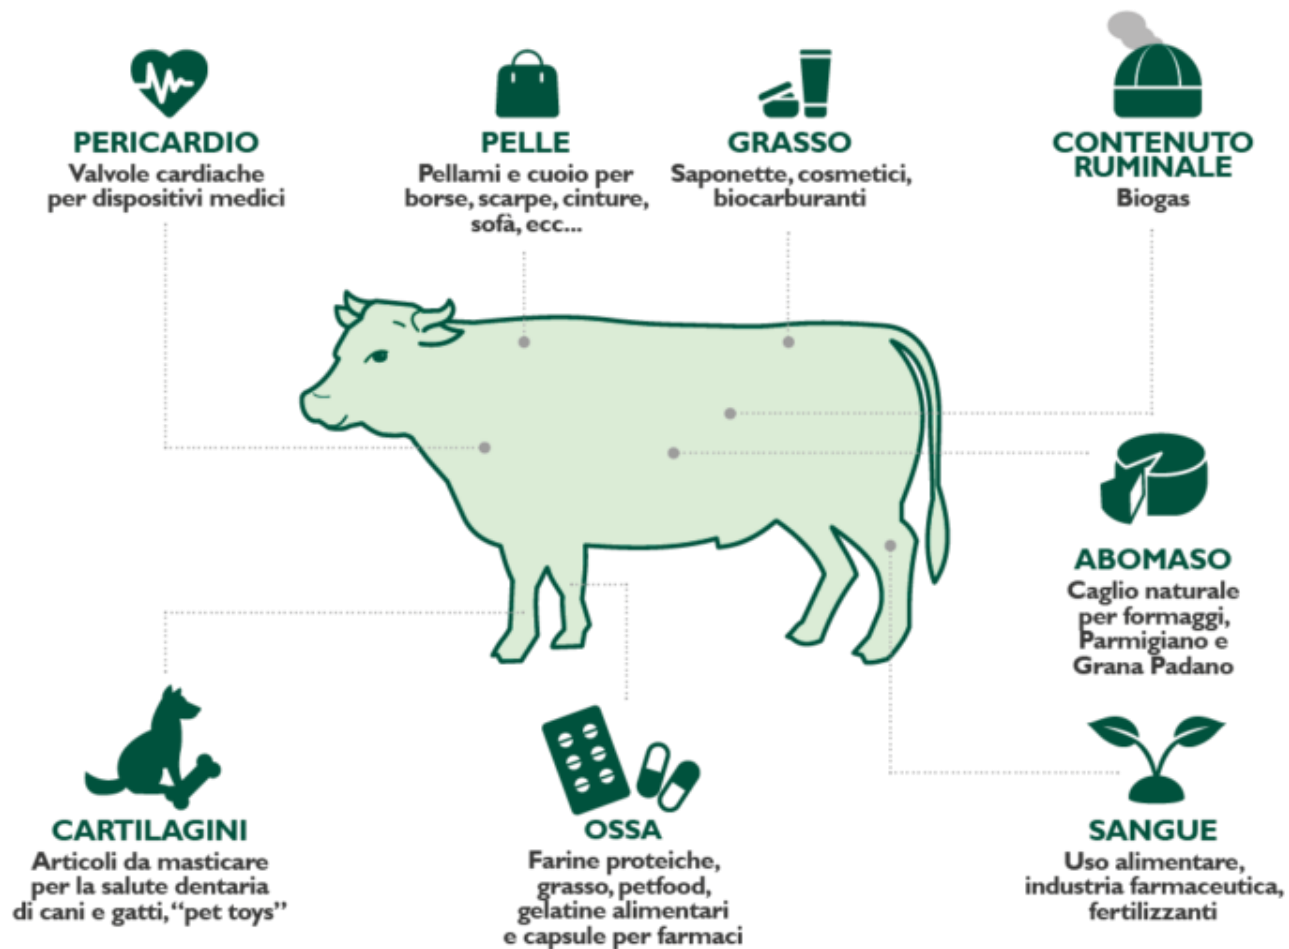 PERICARDIO
Valvole cardiache
per dispositivi medici
PELLE
Pellami e cuoio per
borse, scarpe, cinture,
sofà, ecc...
GRASSO
Saponette, cosmetici,
biocarburanti
CONTENUTO
RUMINALE
Biogas
ABOMASO
Caglio naturale
per formaggi,
Parmigiano e
Grana Padano
CARTILAGINI
Articoli da masticare
per la salute dentaria
di cani e gatti, “pet toys”
OSSA
Farine proteiche,
grasso, petfood,
gelatine alimentari
e capsule per farmaci
SANGUE
Uso alimentare,
industria farmaceutica,
fertilizzanti